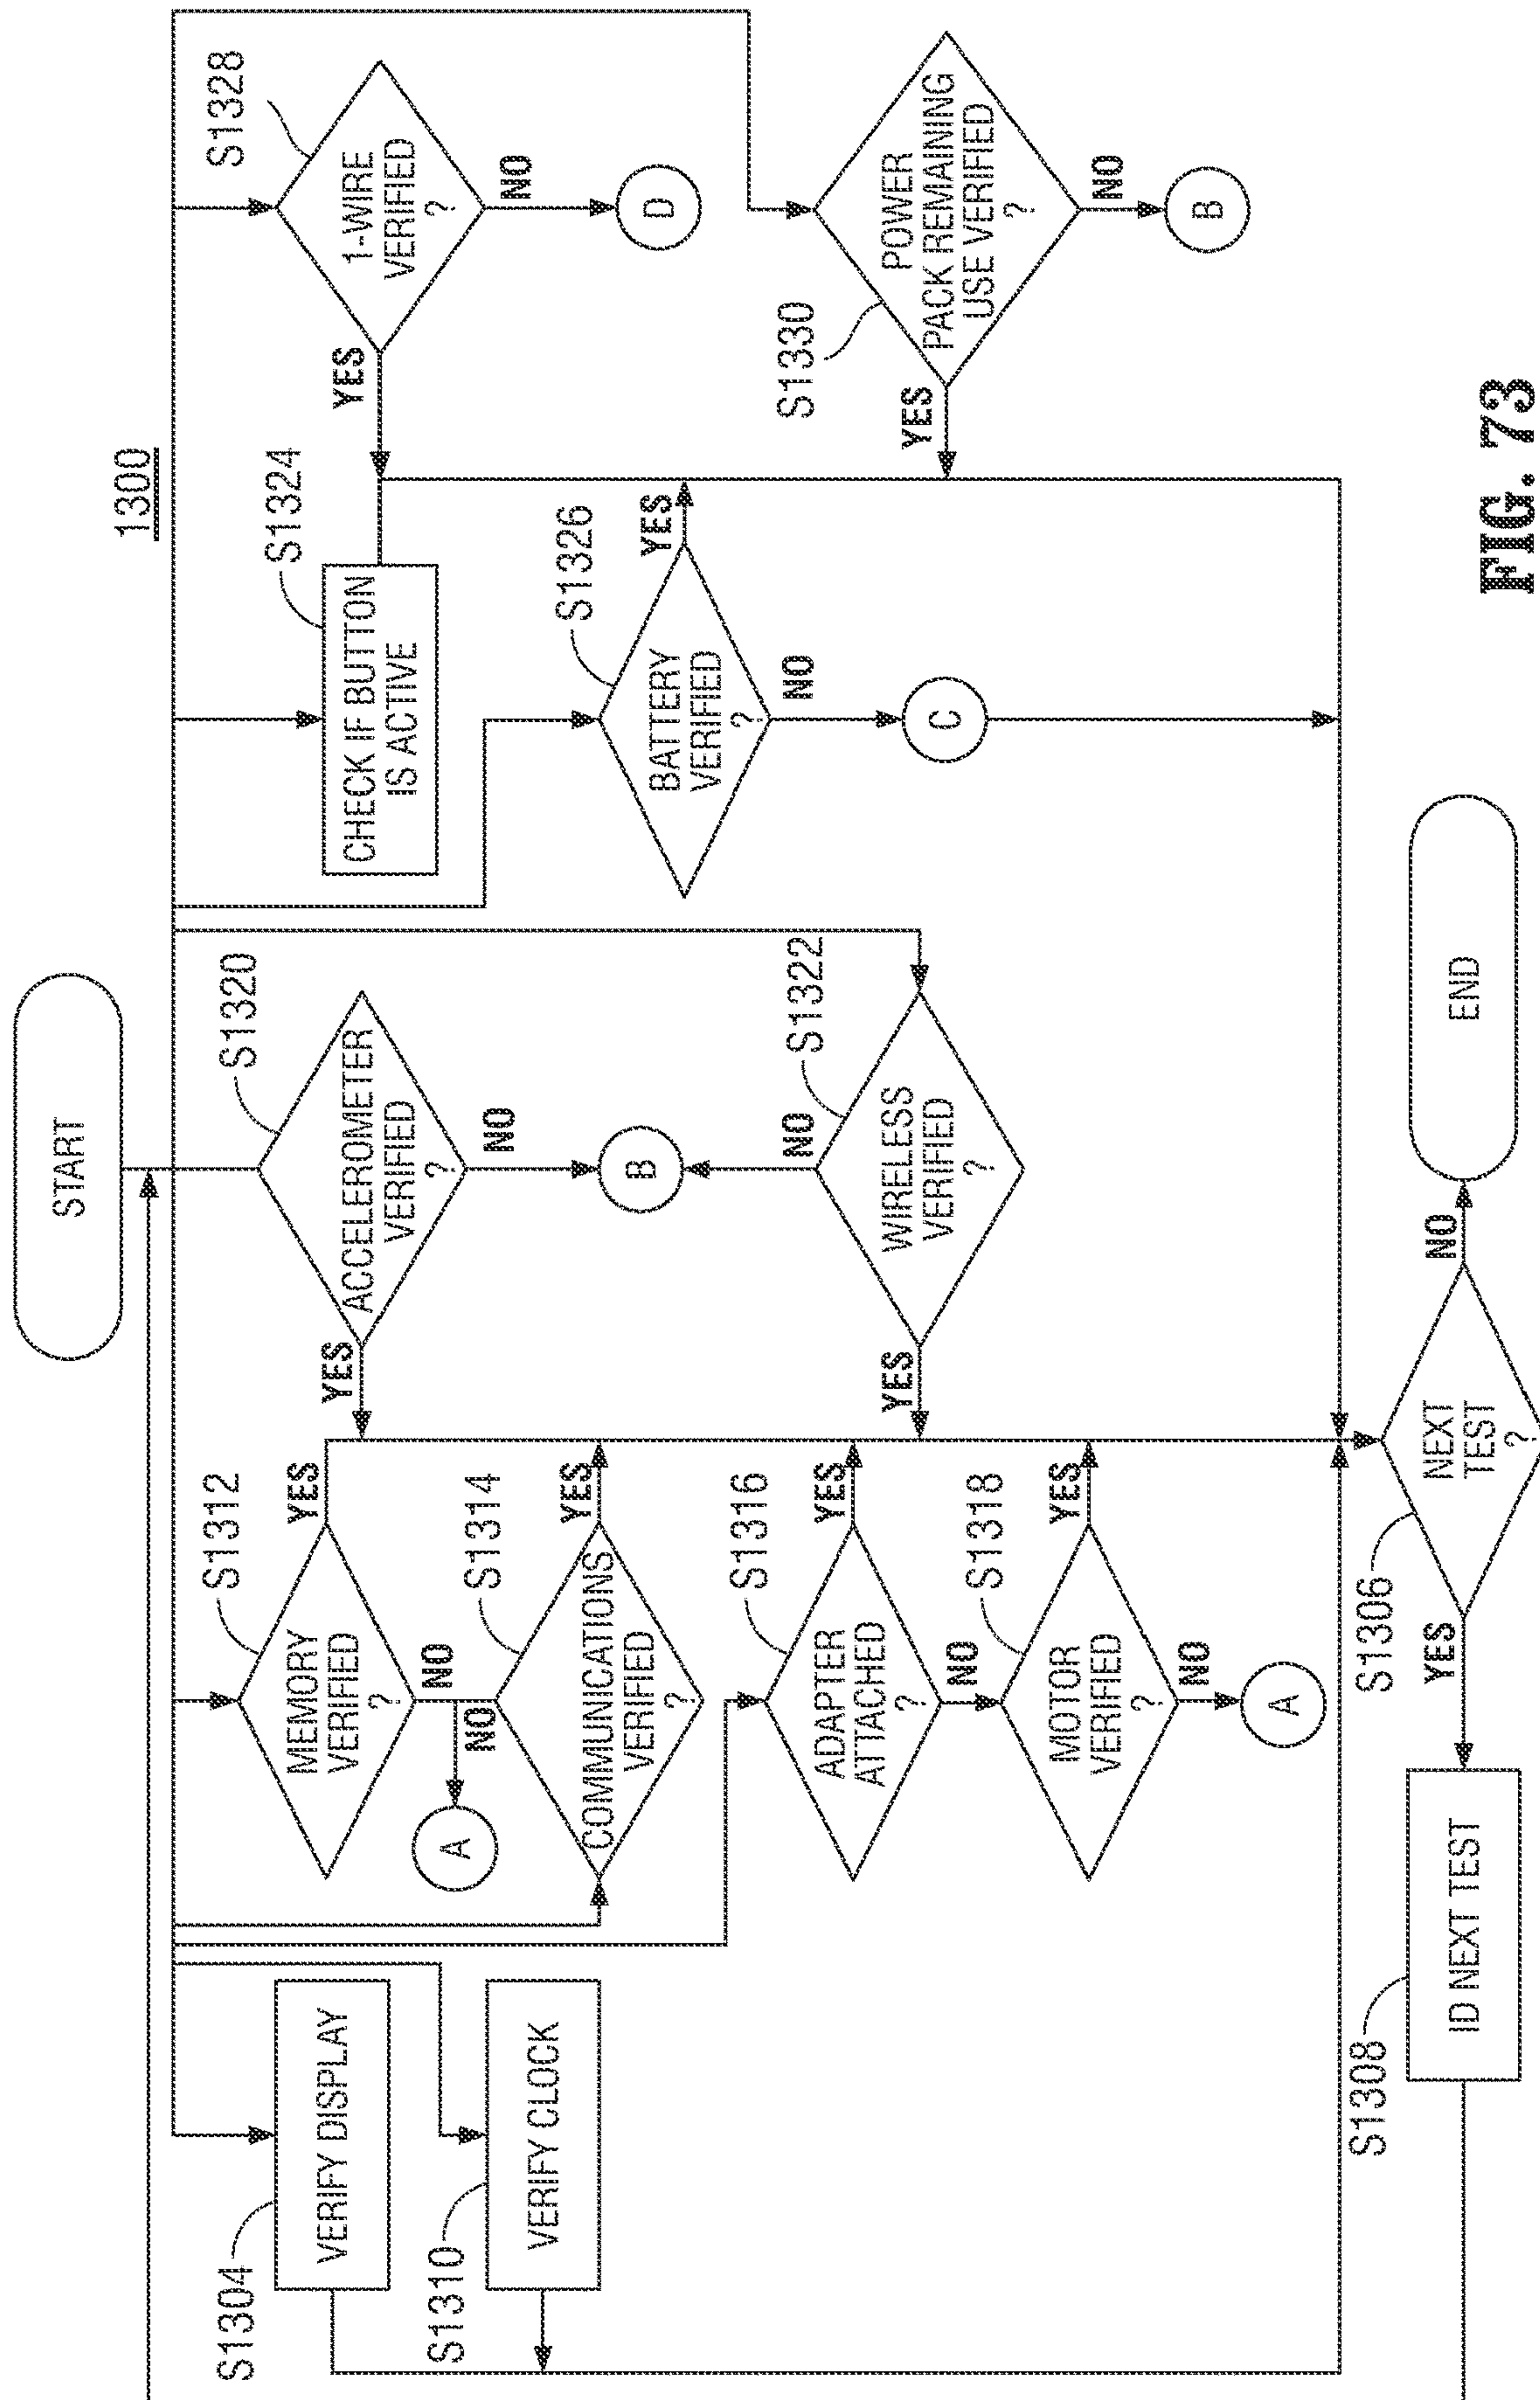 1300
START
S1304
VERIFY DISPLAY
S1310
VERIFY CLOCK
S1312
MEMORY
VERIFIED
?
YES
NO
A
NO
S1314
COMMUNICATIONS
VERIFIED
?
YES
S1316
ADAPTER
ATTACHED
?
YES
NO
S1318
MOTOR
VERIFIED
?
YES
NO
A
S1320
ACCELEROMETER
VERIFIED
?
YES
NO
B
NO
S1322
WIRELESS
VERIFIED
?
YES
S1324
CHECK IF BUTTON
IS ACTIVE
S1326
BATTERY
VERIFIED
?
YES
NO
C
S1328
1-WIRE
VERIFIED
?
YES
NO
D
S1330
POWER
PACK REMAINING
USE VERIFIED
?
YES
NO
B
S1306
NEXT
TEST
?
YES
NO
S1308
ID NEXT TEST
END
FIG. 73